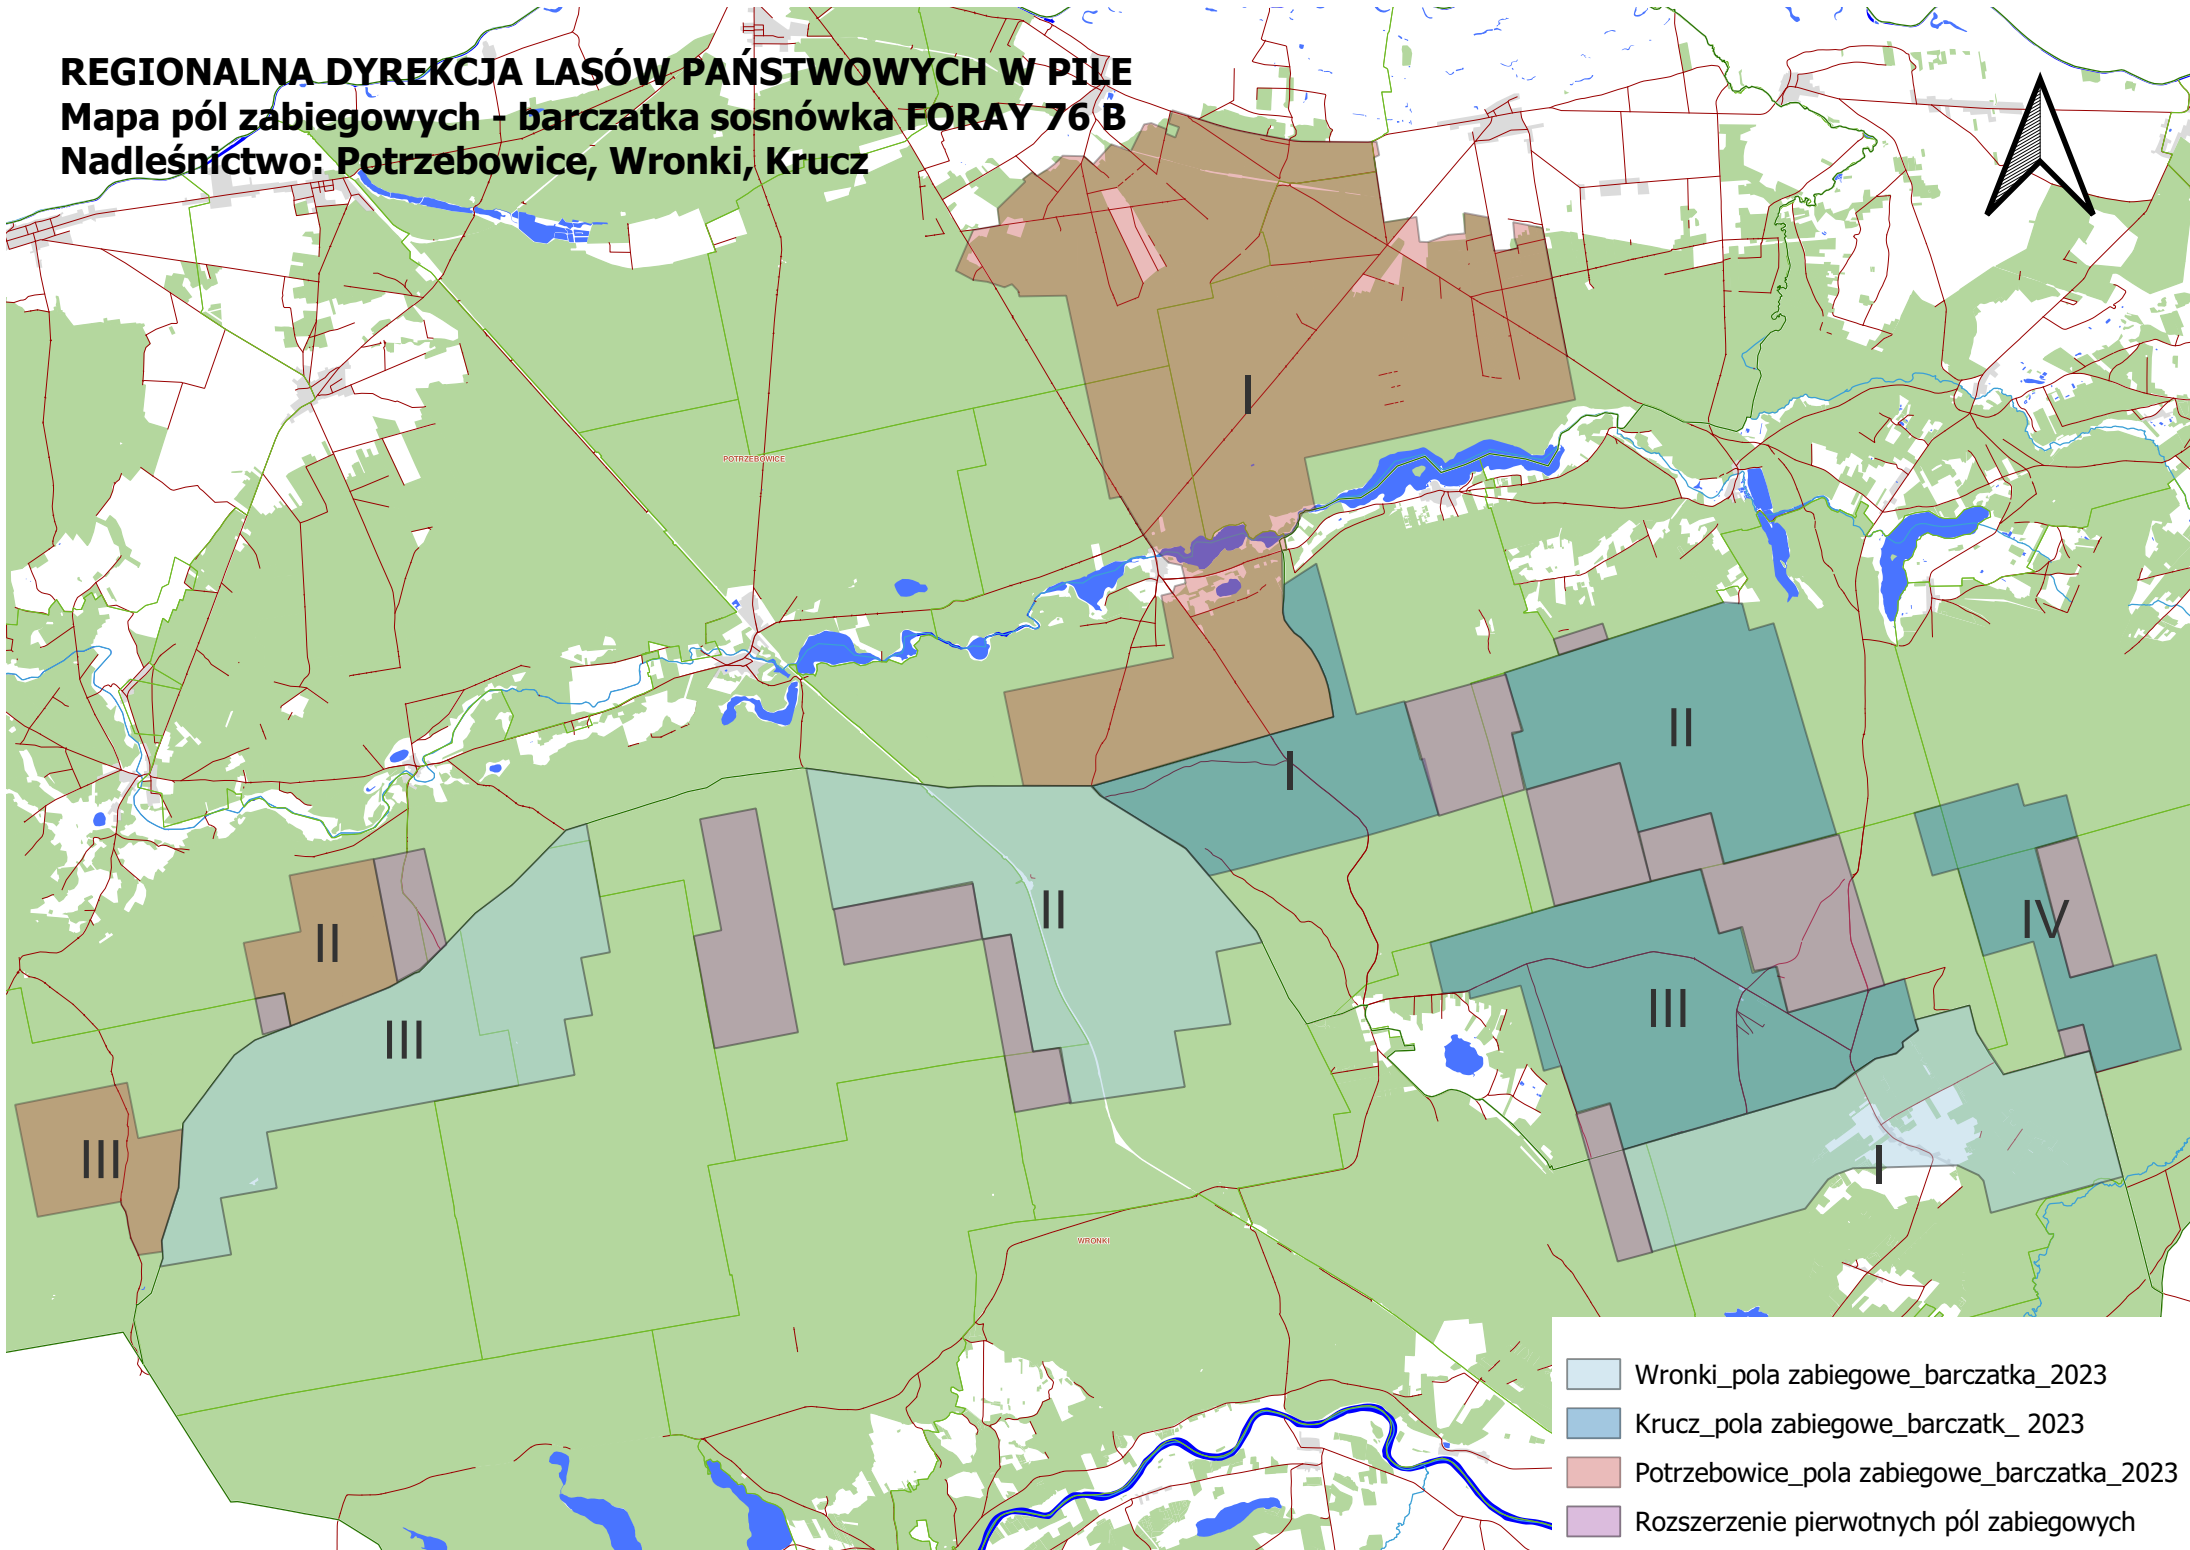 REGIONALNA DYREKCJA LASÓW PAŃSTWOWYCH W PILE
Mapa pól zabiegowych - barczatka sosnówka FORAY 76 B
Nadleśnictwo: Potrzebowice, Wronki, Krucz
I
POTRZEBOWICE
II
I
II
IV
II
III
III
III
I
WRONKI
Wronki_pola zabiegowe_barczatka_2023
Krucz_pola zabiegowe_barczatk_ 2023
Potrzebowice_pola zabiegowe_barczatka_2023
Rozszerzenie pierwotnych pól zabiegowych